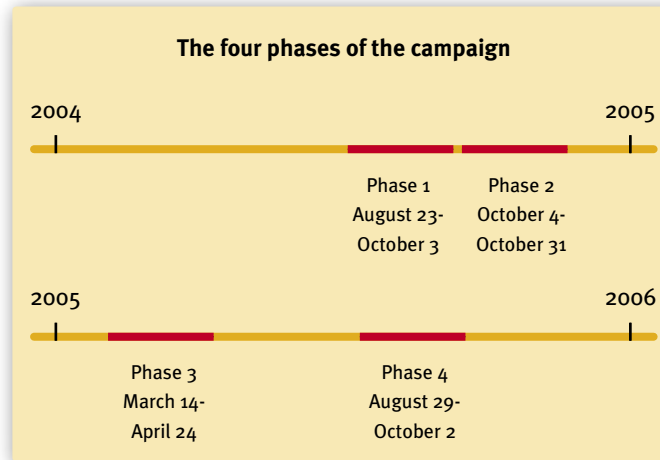 The four phases of the campaign
2004 2005
Phase 1
August 23-
October 3
Phase 2
October 4-
October 31
2005 2006
Phase 3
March 14-
April 24
Phase 4
August 29-
October 2